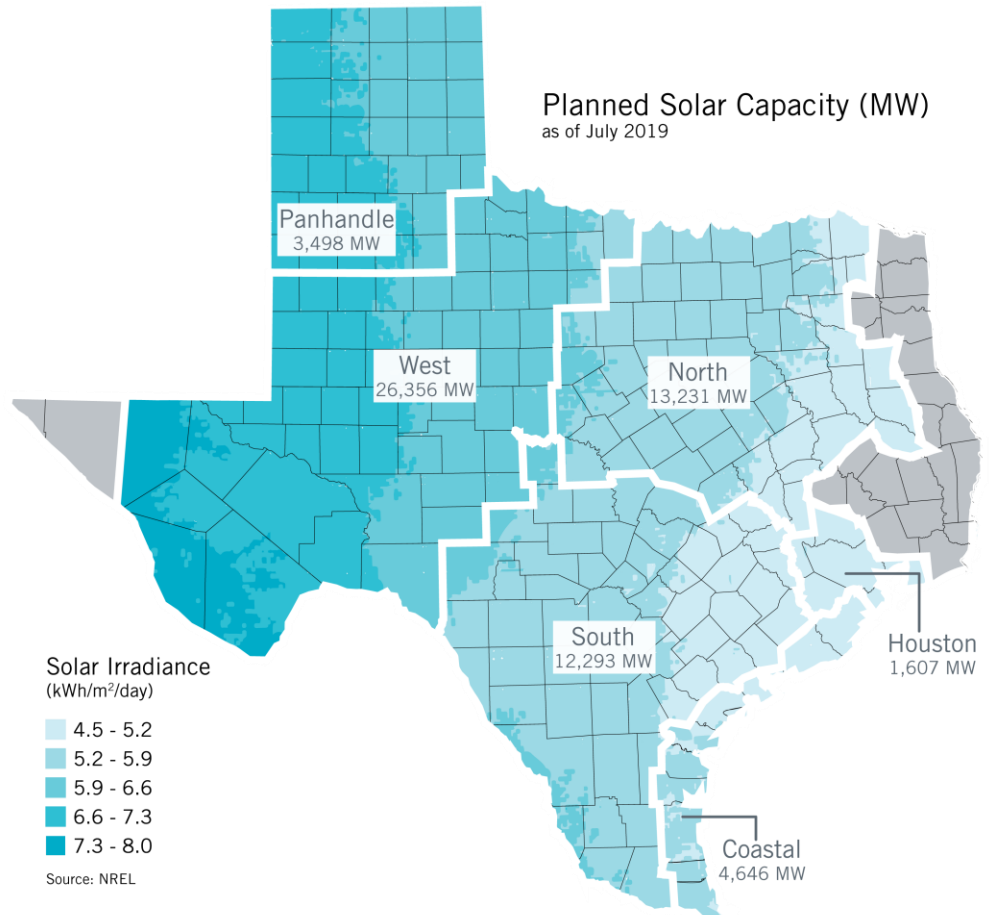 Planned Solar Capacity (MW)
as of July 2019
Panhandle
3,498 MW
West
26,356 MW
North
13,231 MW
South
12,293 MW
Houston
1,607 MW
Coastal
4,646 MW
Solar Irradiance
(kWh/m²/day)
4.5 - 5.2
5.2 - 5.9
5.9 - 6.6
6.6 - 7.3
7.3 - 8.0
Source: NREL